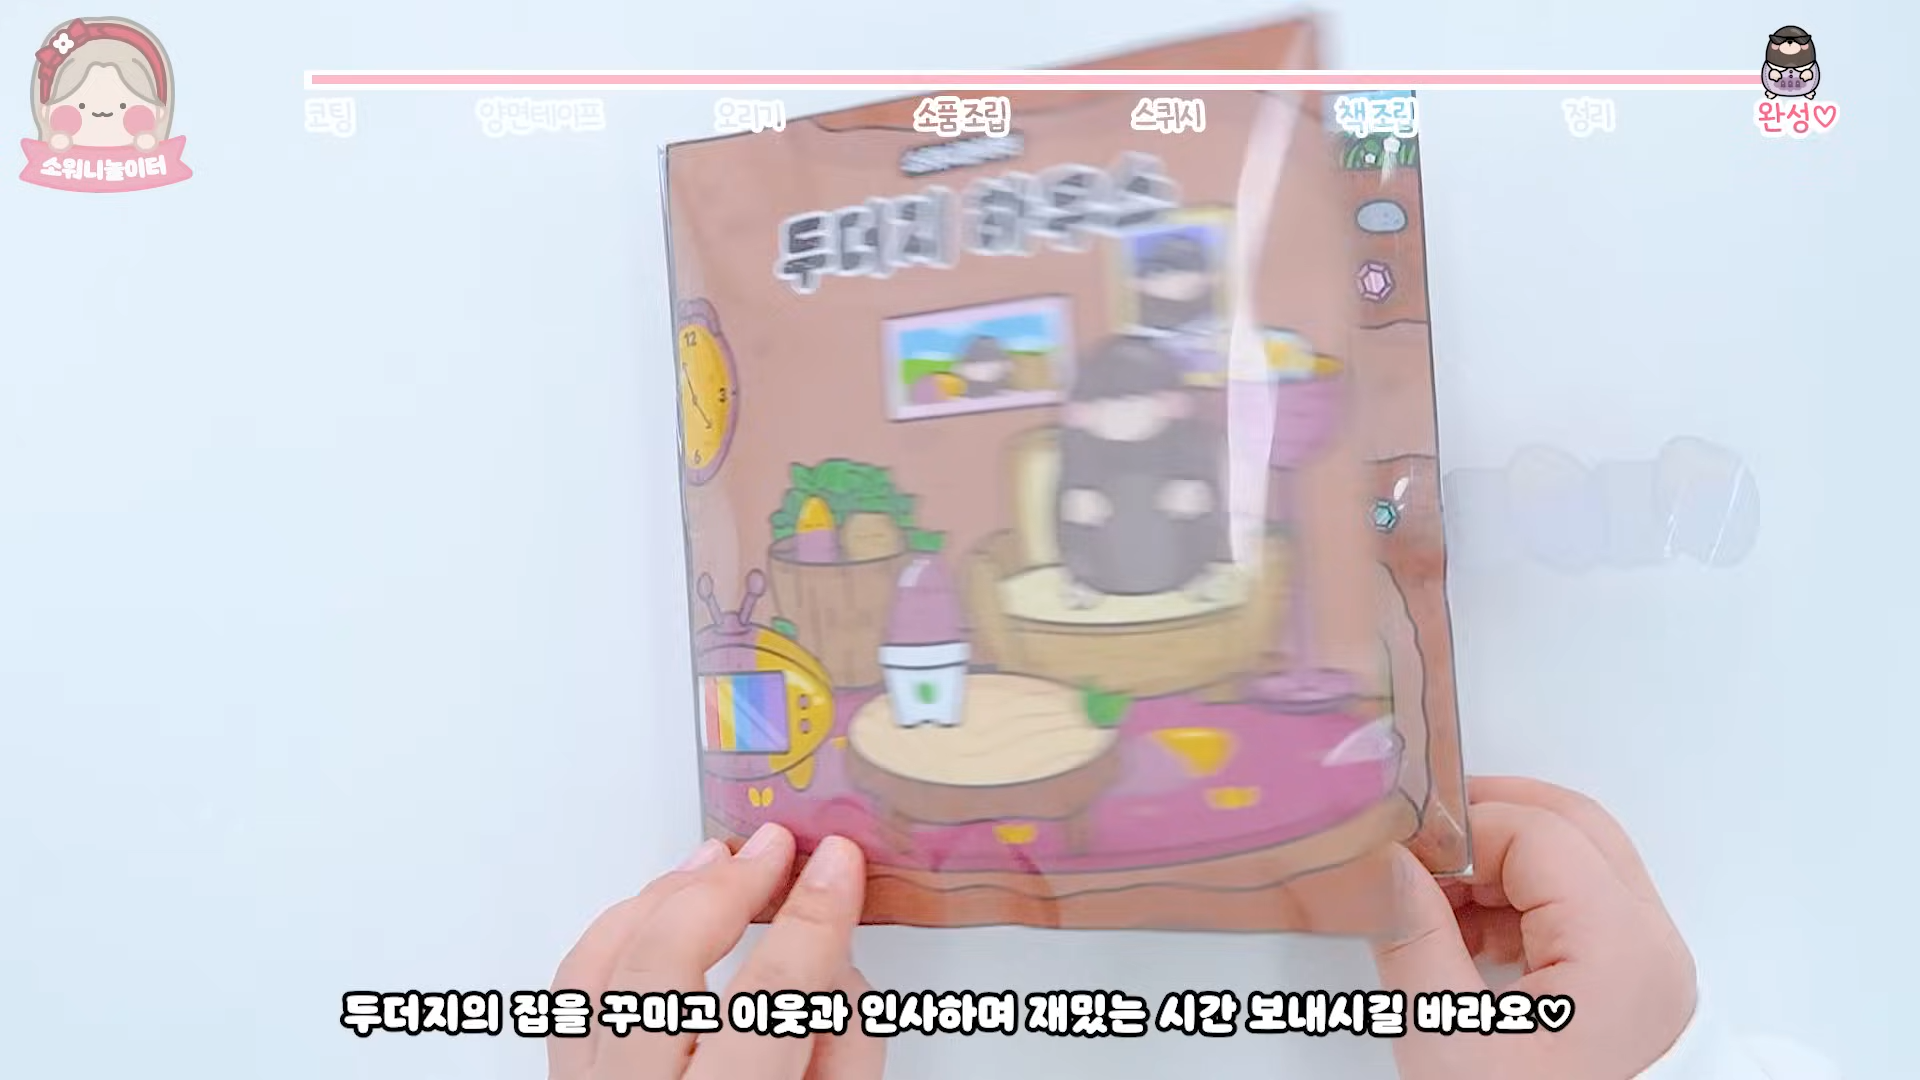 코팅
양면테이프
오리기
소품조립
스퀴시
책 조립
정리
완성♡
소워니놀이터
두더지 하우스
12
3
6
두더지의 집을 꾸미고 이웃과 인사하며 재밌는 시간 보내시길 바라요♡